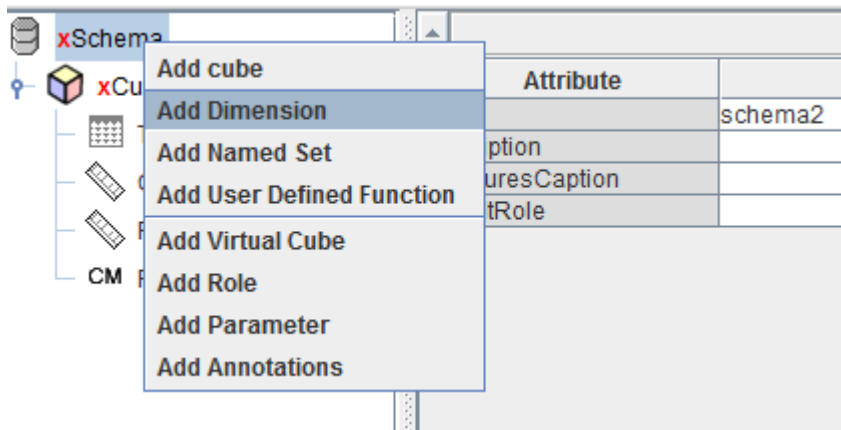 xSchema
Add cube
xCu
Attribute
Add Dimension
schema2
Add Named Set
ption
Add User Defined Function
uresCaption
tRole
Add Virtual Cube
CM
Add Role
Add Parameter
Add Annotations